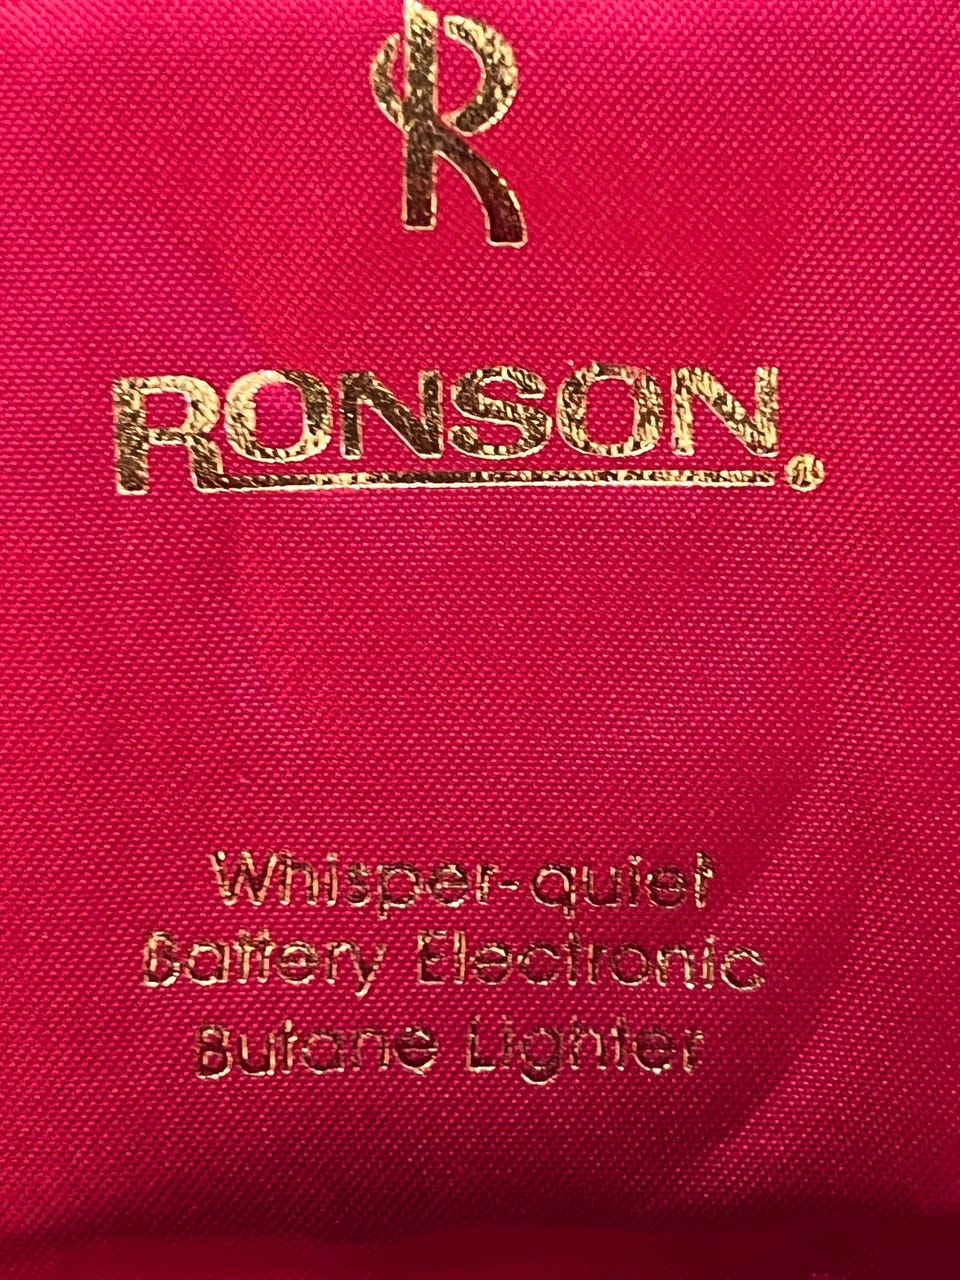 R
RONSON®
Whisper-quiet
Battery Electronic
Butane Lighter